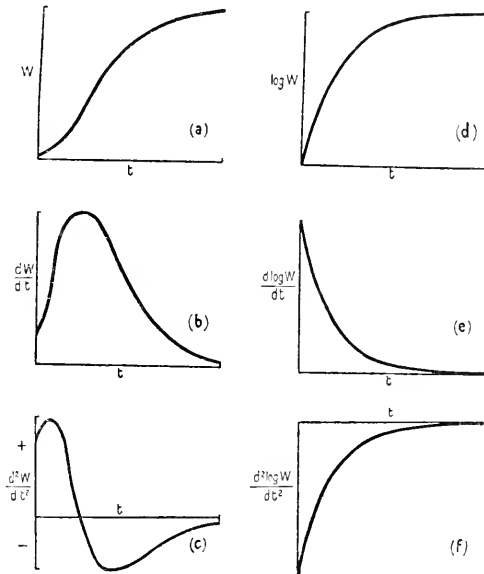 W
(a)
t
log W
(d)
t
dW
dt
(b)
t
d log W
dt
(e)
t
+
d²W
dt²
−
t
(c)
t
d² log W
dt²
(f)